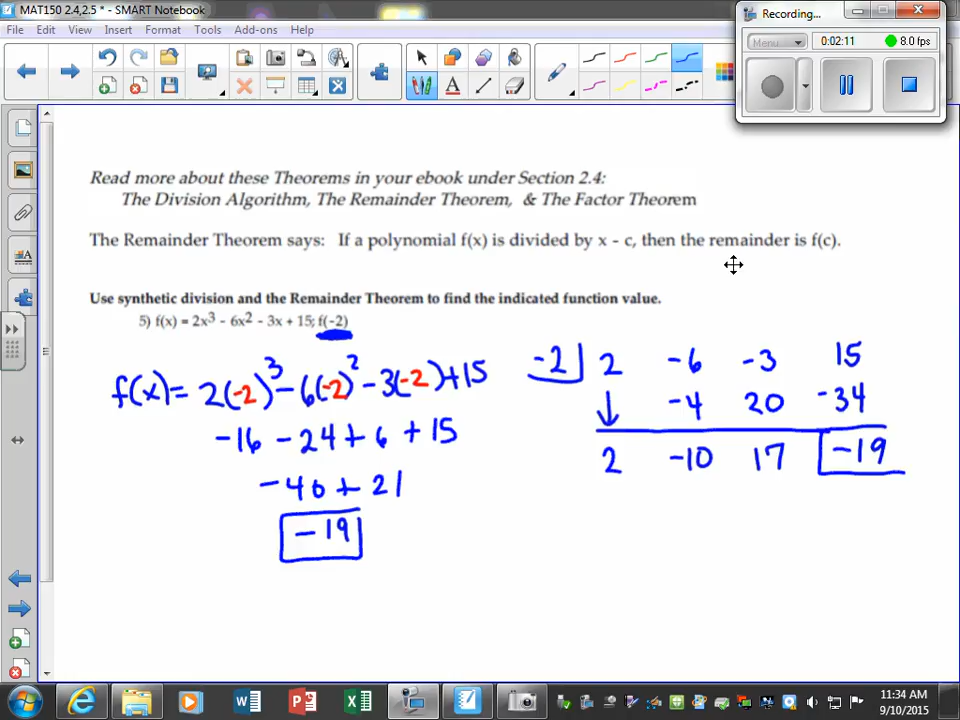 MAT150 2.4,2.5 * - SMART Notebook
File Edit View Insert Format Tools Add-ons Help
Recording...
Menu 0:02:11 8.0 fps
Read more about these Theorems in your ebook under Section 2.4:
The Division Algorithm, The Remainder Theorem, & The Factor Theorem
The Remainder Theorem says: If a polynomial f(x) is divided by x - c, then the remainder is f(c).
Use synthetic division and the Remainder Theorem to find the indicated function value.
5) f(x) = 2x³ - 6x² - 3x + 15; f(-2)
f(x)= 2(-2)³ - 6(-2)² - 3(-2) + 15
-16 - 24 + 6 + 15
-40 + 21
-19
-2 2 -6 -3 15
-4 20 -34
2 -10 17 -19
11:34 AM
9/10/2015